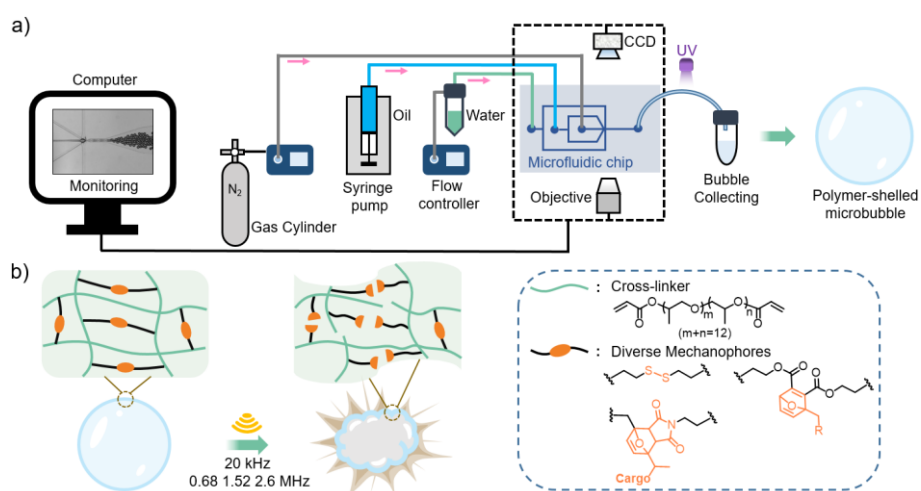 a)
Computer
Monitoring
N2
Gas Cylinder
Oil
Syringe
pump
Water
Flow
controller
CCD
Microfluidic chip
Objective
UV
Bubble
Collecting
Polymer-shelled
microbubble
b)
20 kHz
0.68 1.52 2.6 MHz
: Cross-linker
O O m O n O O
(m+n=12)
: Diverse Mechanophores
S S
O O O O O R
O O N O
Cargo